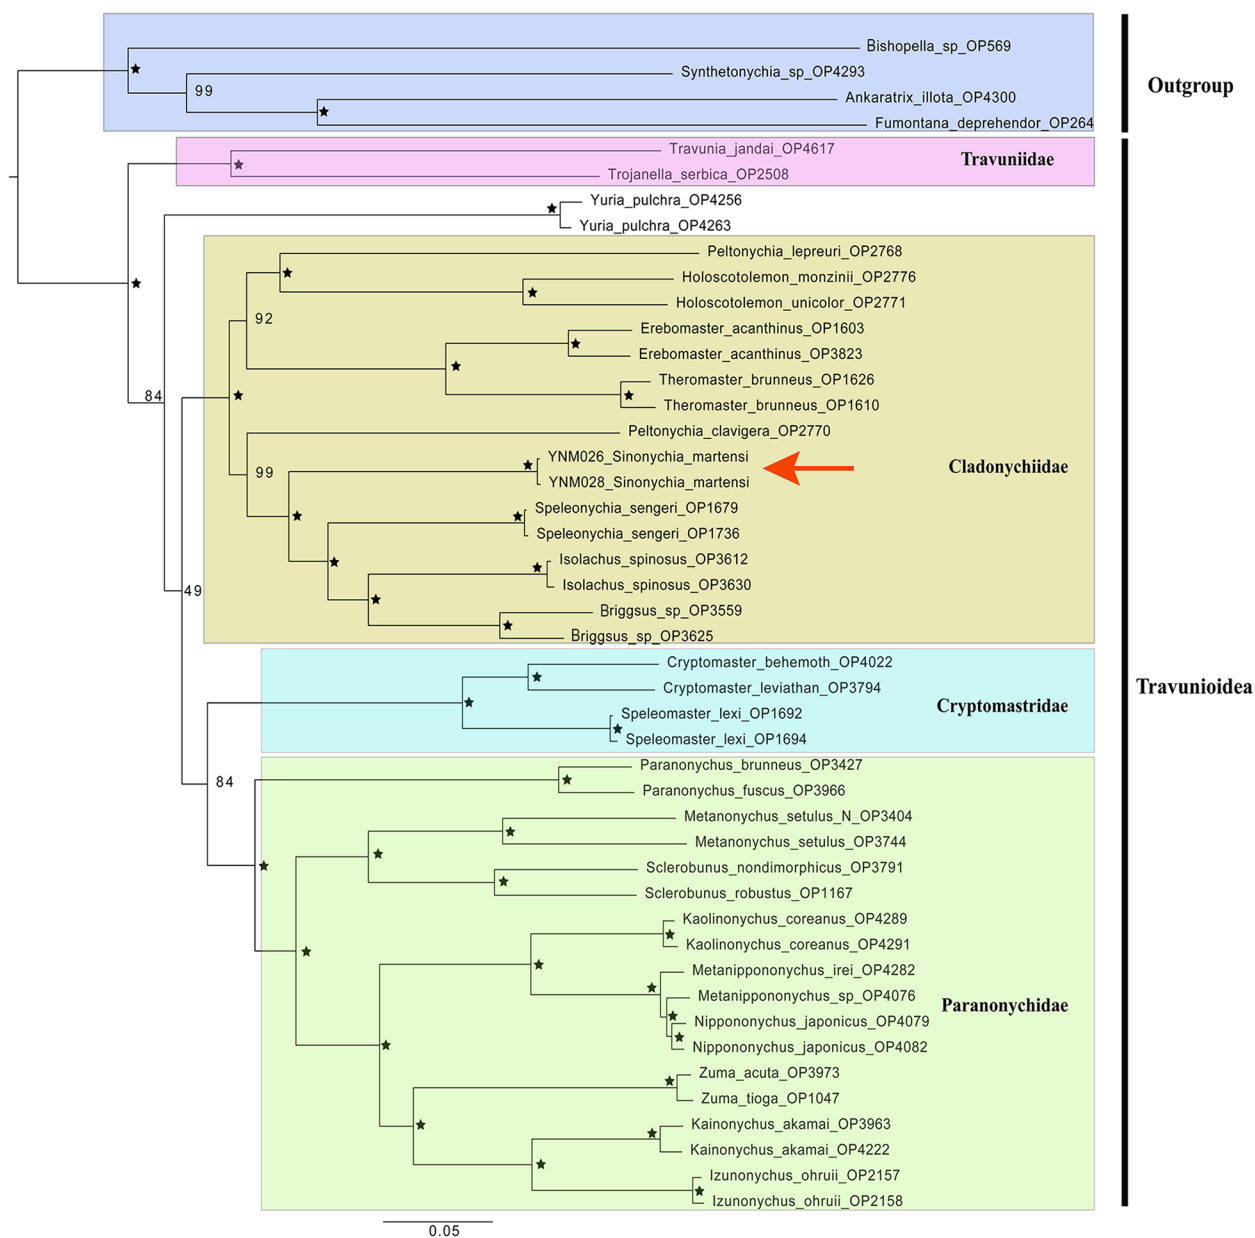 Bishopella_sp_OP569
Synthetonychia_sp_OP4293
99
Outgroup
Ankaratrix_illota_OP4300
Fumontana_deprehendor_OP264
Travunia_jandai_OP4617
Travuniidae
Trojanella_serbica_OP2508
Yuria_pulchra_OP4256
Yuria_pulchra_OP4263
Peltonychia_lepreuri_OP2768
Holoscotolemon_monzinii_OP2776
Holoscotolemon_unicolor_OP2771
92
Erebomaster_acanthinus_OP1603
Erebomaster_acanthinus_OP3823
Theromaster_brunneus_OP1626
84
Theromaster_brunneus_OP1610
Peltonychia_clavigera_OP2770
YNM026_Sinonychia_martensi
99
Cladonychiidae
YNM028_Sinonychia_martensi
Speleonychia_sengeri_OP1679
Speleonychia_sengeri_OP1736
Isolachus_spinosus_OP3612
Isolachus_spinosus_OP3630
49
Briggsus_sp_OP3559
Briggsus_sp_OP3625
Cryptomaster_behemoth_OP4022
Cryptomaster_leviathan_OP3794
Travunioidea
Cryptomastridae
Speleomaster_lexi_OP1692
Speleomaster_lexi_OP1694
Paranonychus_brunneus_OP3427
84
Paranonychus_fuscus_OP3966
Metanonychus_setulus_N_OP3404
Metanonychus_setulus_OP3744
Sclerobunus_nondimorphicus_OP3791
Sclerobunus_robustus_OP1167
Kaolinonychus_coreanus_OP4289
Kaolinonychus_coreanus_OP4291
Metanippononychus_irei_OP4282
Metanippononychus_sp_OP4076
Paranonychidae
Nippononychus_japonicus_OP4079
Nippononychus_japonicus_OP4082
Zuma_acuta_OP3973
Zuma_tioga_OP1047
Kainonychus_akamai_OP3963
Kainonychus_akamai_OP4222
Izunonychus_ohruii_OP2157
Izunonychus_ohruii_OP2158
0.05